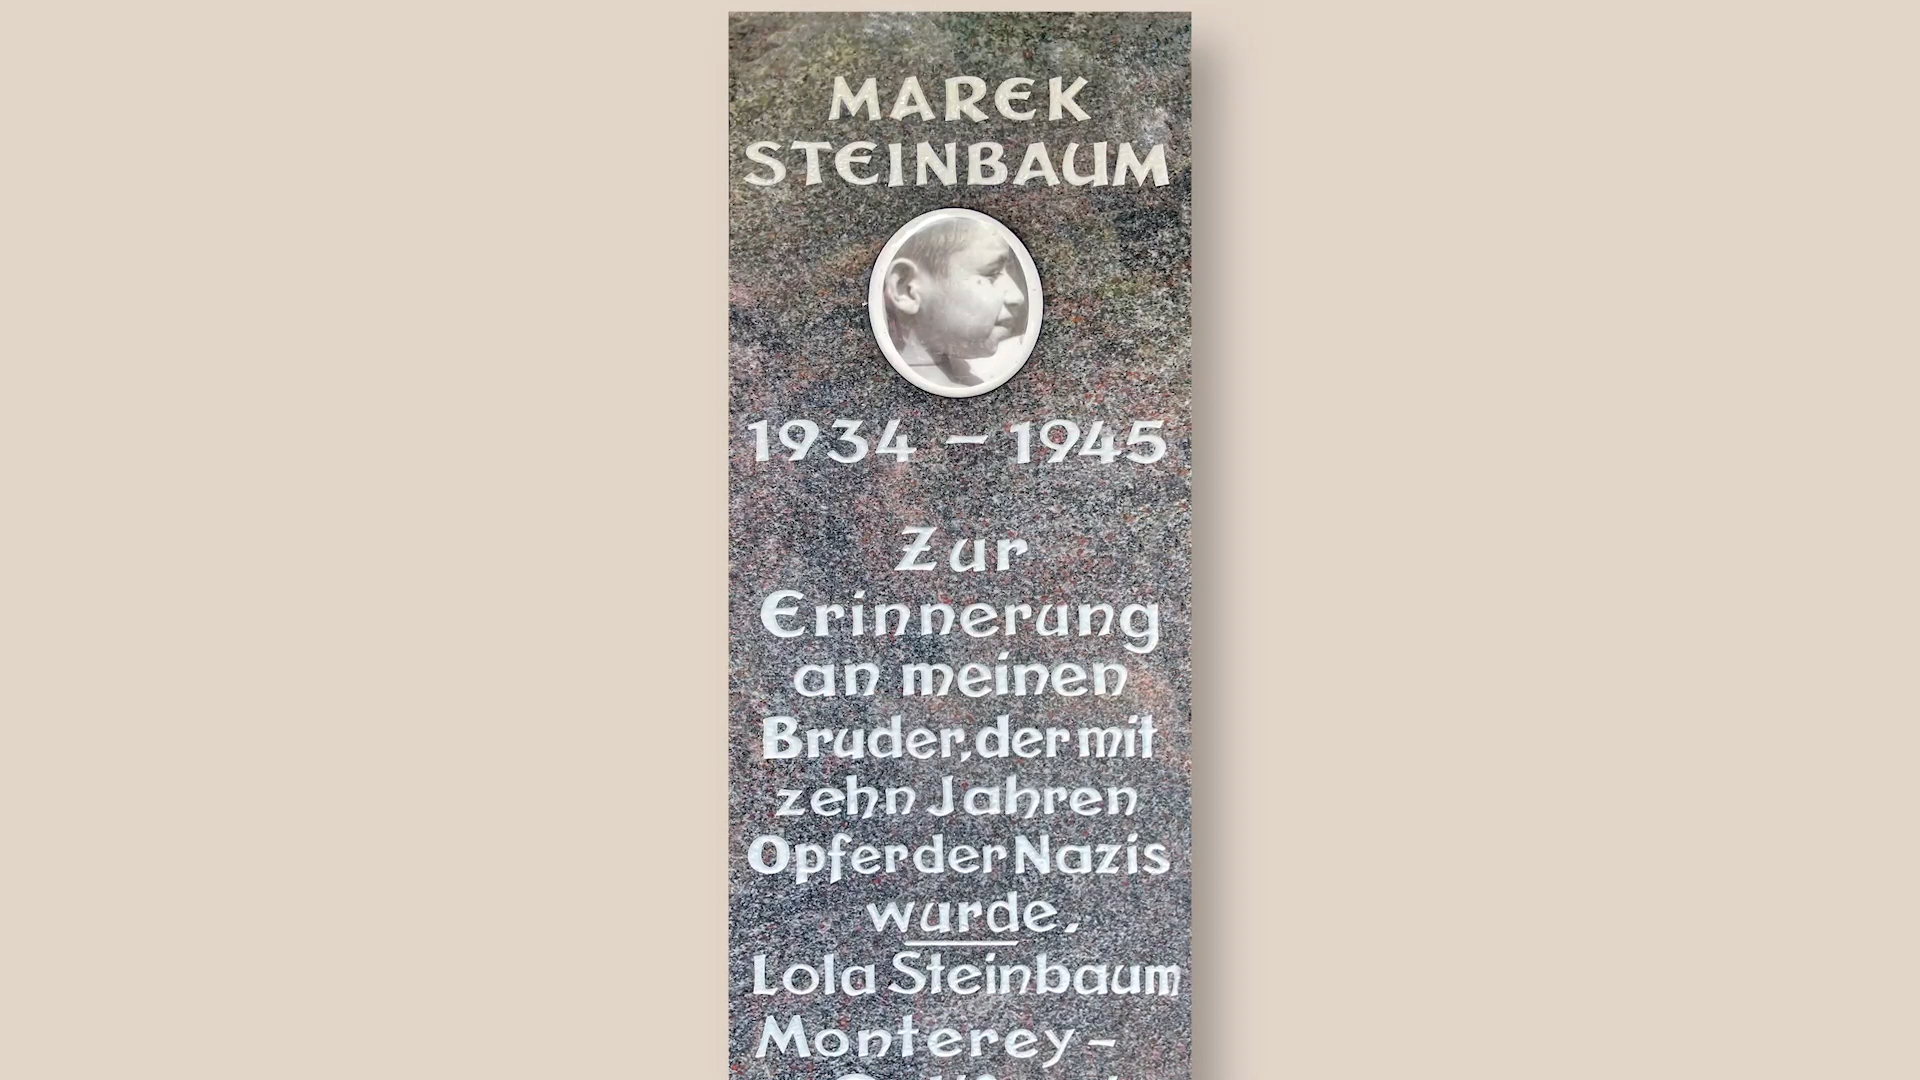 MAREK
STEINBAUM
1934 – 1945
Zur
Erinnerung
an meinen
Bruder, der mit
zehn Jahren
Opfer der Nazis
wurde.
Lola Steinbaum
Monterey –